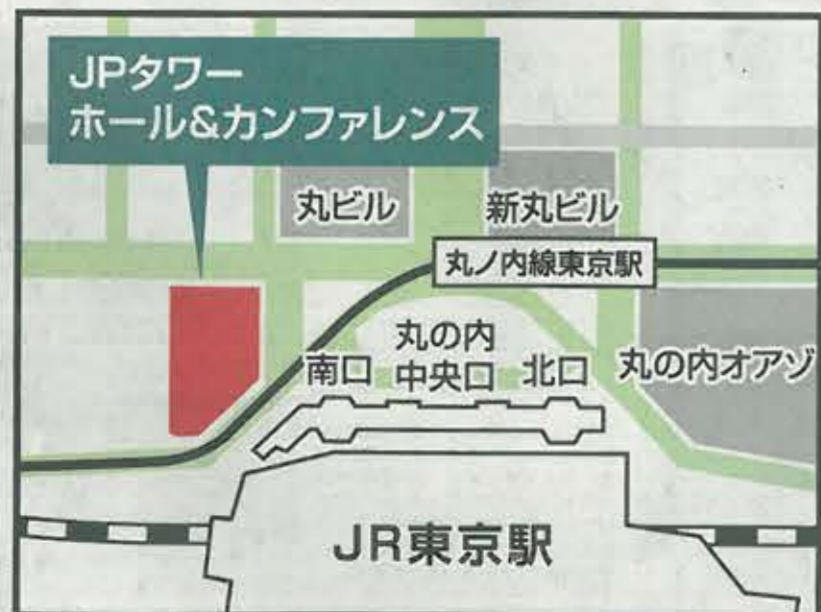 JPタワー
ホール&カンファレンス
丸ビル
新丸ビル
丸ノ内線東京駅
丸の内
南口
中央口
北口
丸の内オアゾ
JR東京駅